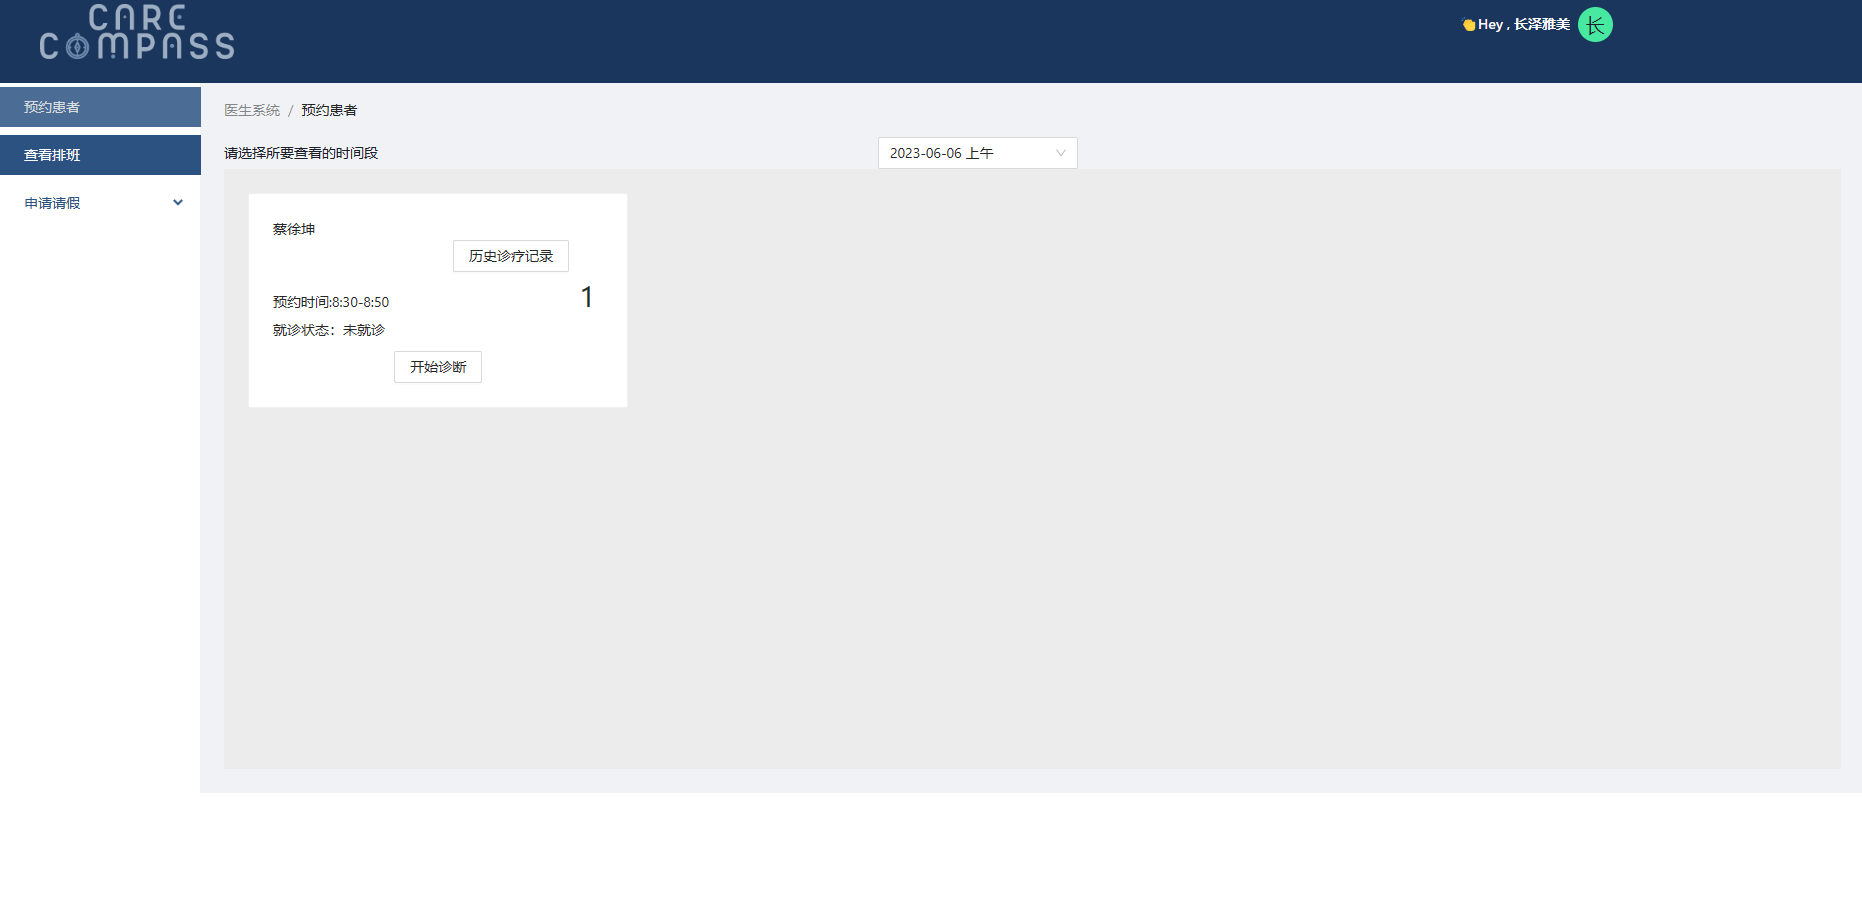 CARE
COMPASS
👏Hey , 长泽雅美
长
预约患者
查看排班
申请请假
医生系统 / 预约患者
请选择所要查看的时间段
2023-06-06 上午
蔡徐坤
历史诊疗记录
1
预约时间:8:30-8:50
就诊状态：未就诊
开始诊断